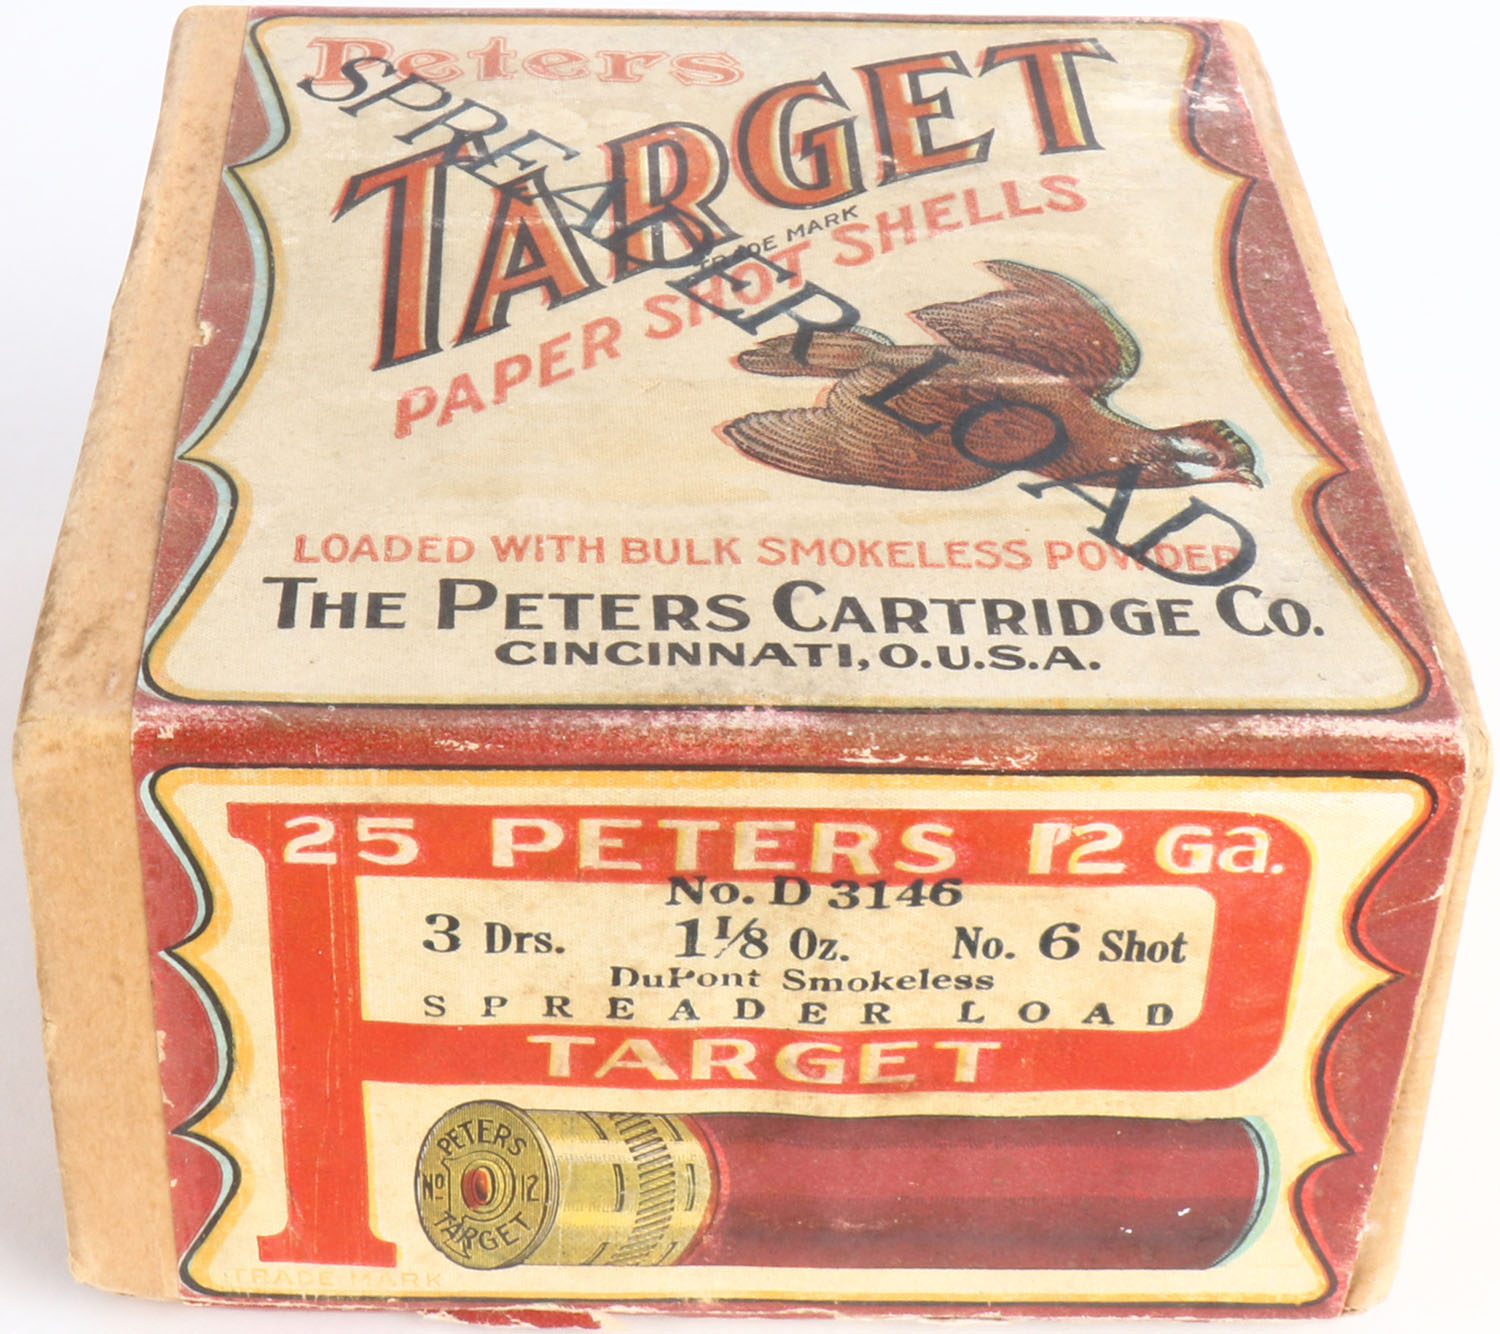 Peters
TARGET
TRADE MARK
PAPER SHOT SHELLS
SPREADER LOAD
LOADED WITH BULK SMOKELESS POWDER
THE PETERS CARTRIDGE CO.
CINCINNATI, O. U.S.A.
25 PETERS 12 Ga.
No. D 3146
3 Drs. 1 1/8 Oz. No. 6 Shot
DuPont Smokeless
SPREADER LOAD
TARGET
PETERS
No 12
TARGET
TRADE MARK